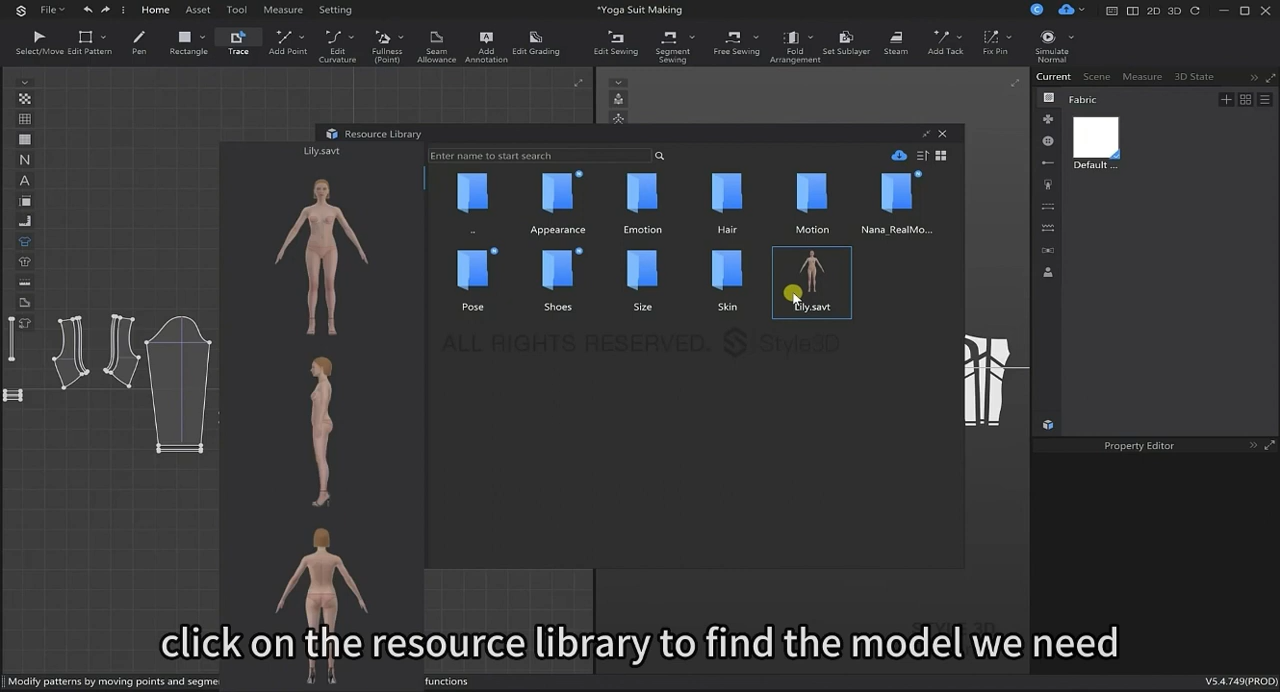 File
Home
Asset
Tool
Measure
Setting
*Yoga Suit Making
C
2D
3D
Select/Move
Edit Pattern
Pen
Rectangle
Trace
Add Point
Edit Curvature
Fullness (Point)
Seam Allowance
Add Annotation
Edit Grading
Edit Sewing
Segment Sewing
Free Sewing
Fold Arrangement
Set Sublayer
Steam
Add Tack
Fix Pin
Simulate Normal
Current
Scene
Measure
3D State
Fabric
Default ...
Property Editor
N
A
Resource Library
Lily.savt
Enter name to start search
..
Appearance
Emotion
Hair
Motion
Nana_RealMo...
Pose
Shoes
Size
Skin
Lily.savt
ALL RIGHTS RESERVED. Style3D
click on the resource library to find the model we need
Modify patterns by moving points and segme
functions
V5.4.749(PROD)